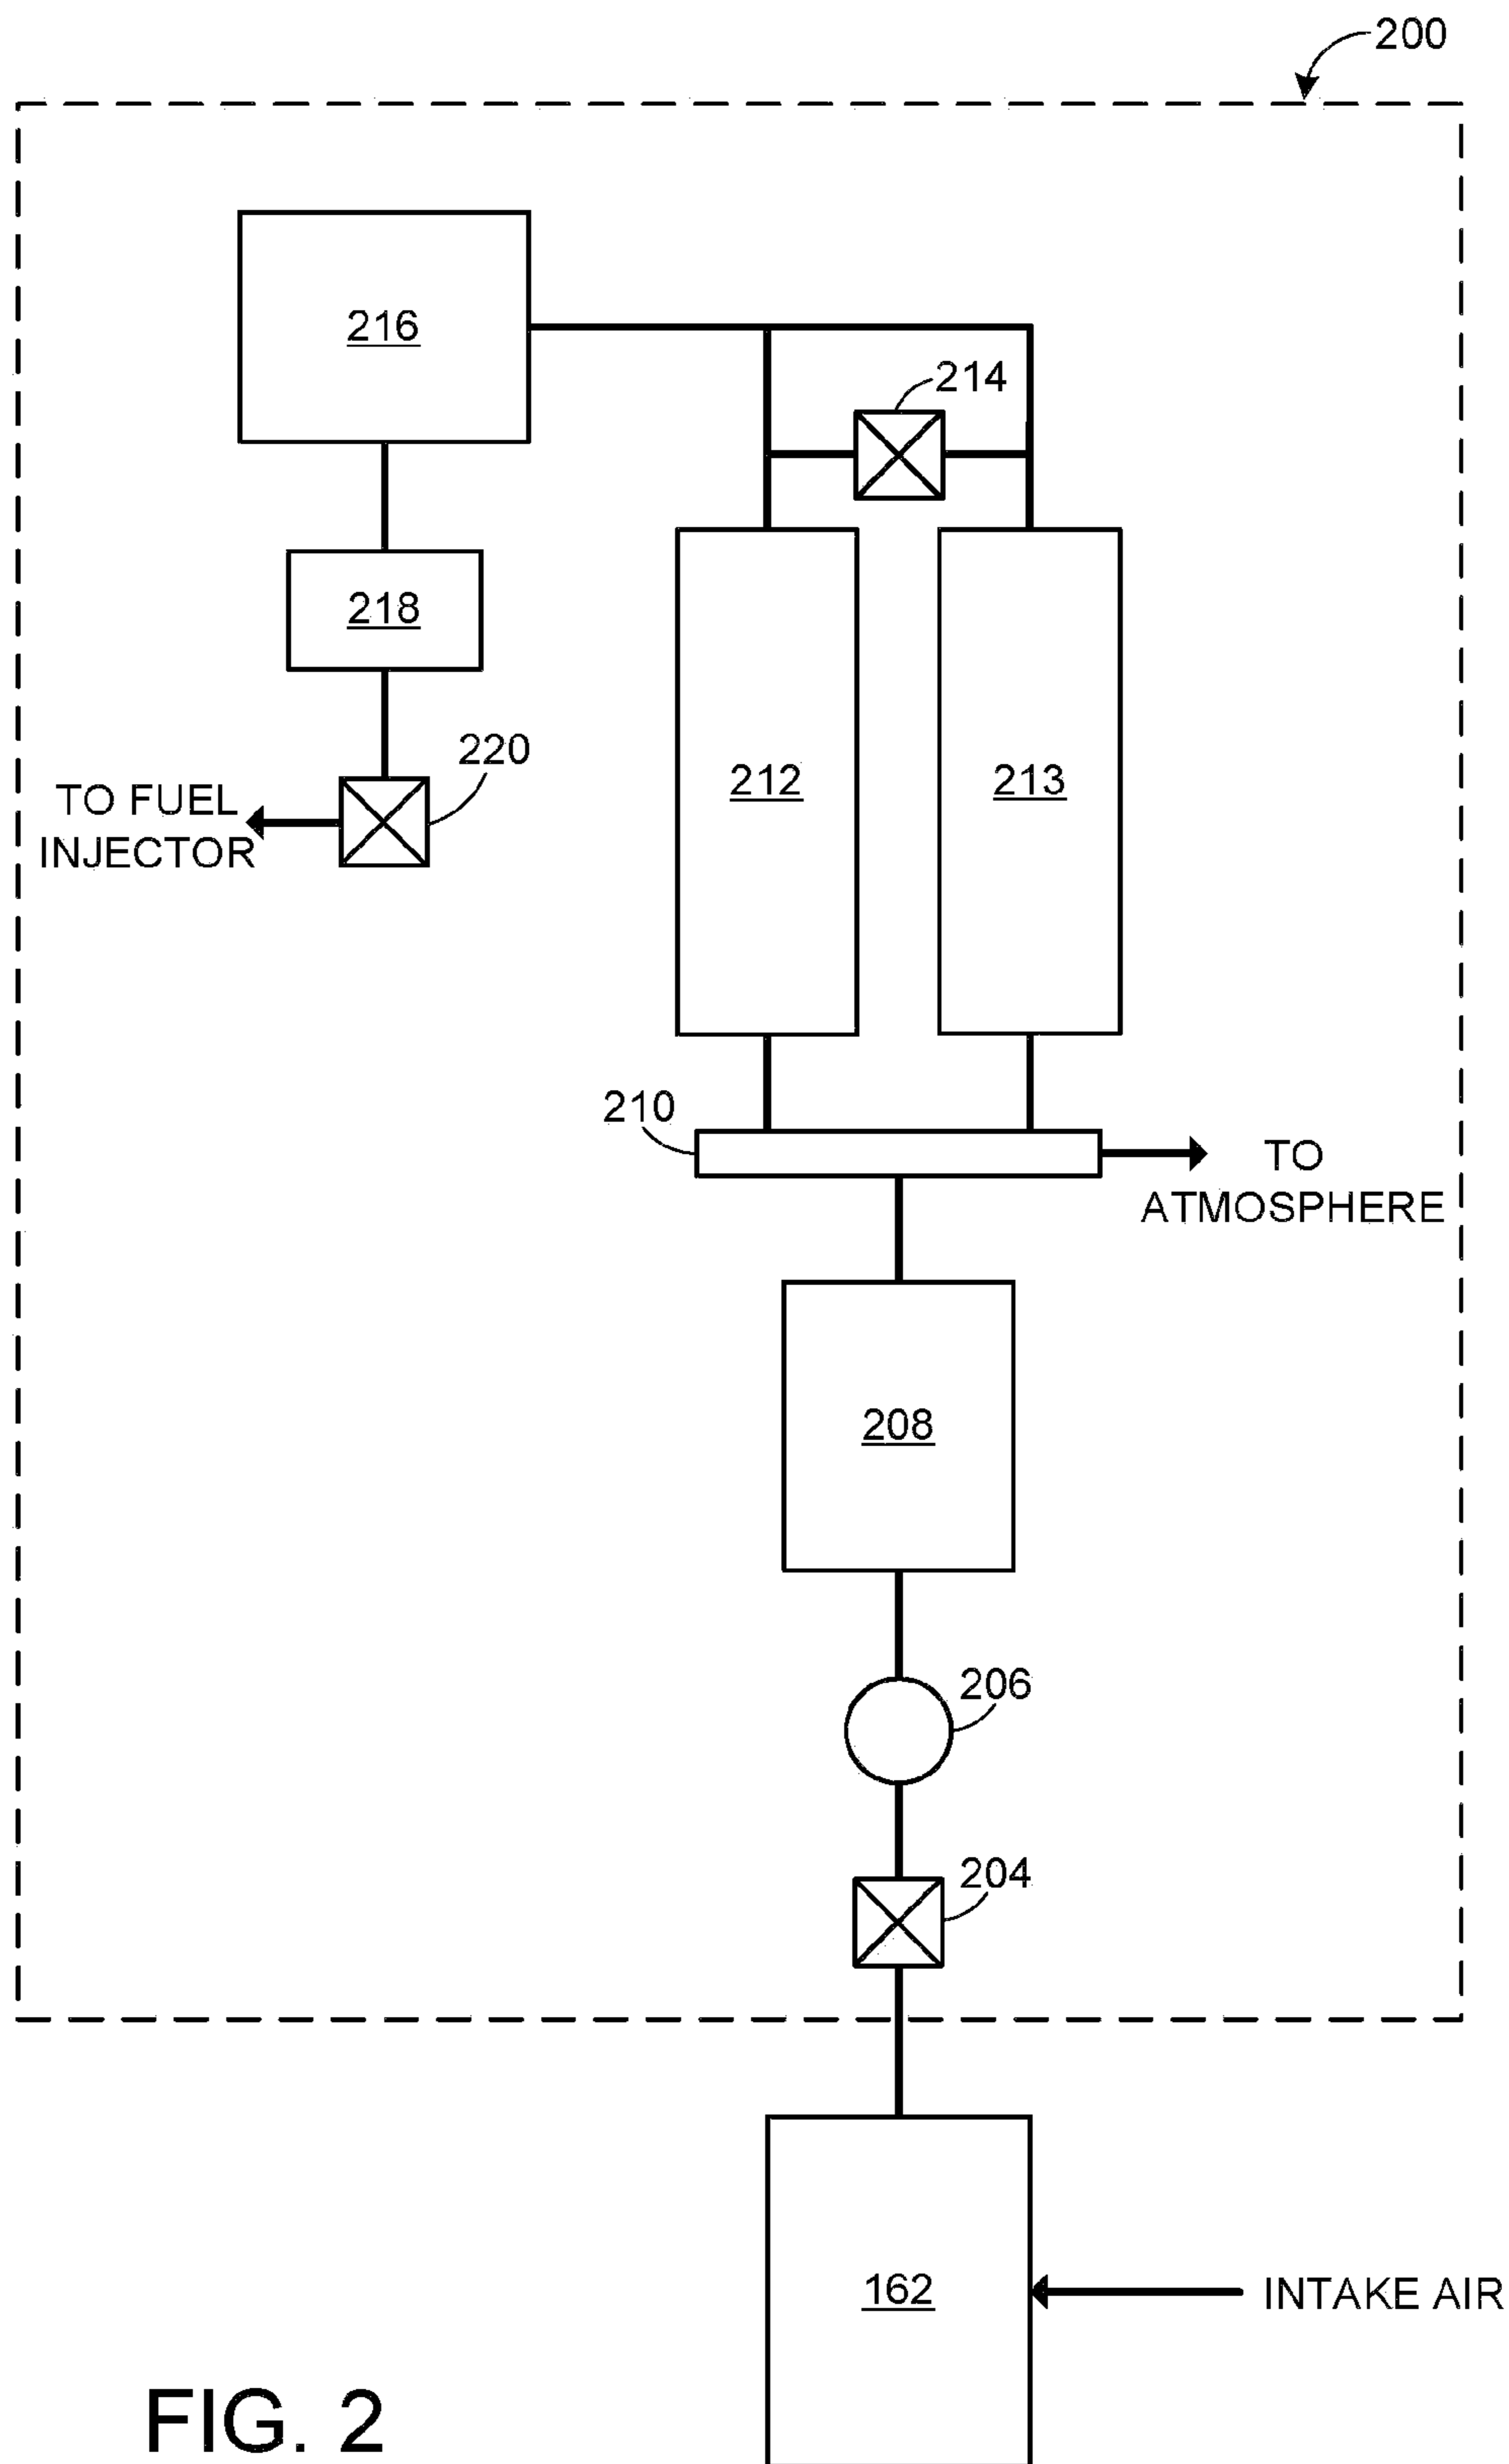 200
216
214
218
220
TO FUEL
INJECTOR
212
213
210
TO
ATMOSPHERE
208
206
204
162
INTAKE AIR
FIG. 2